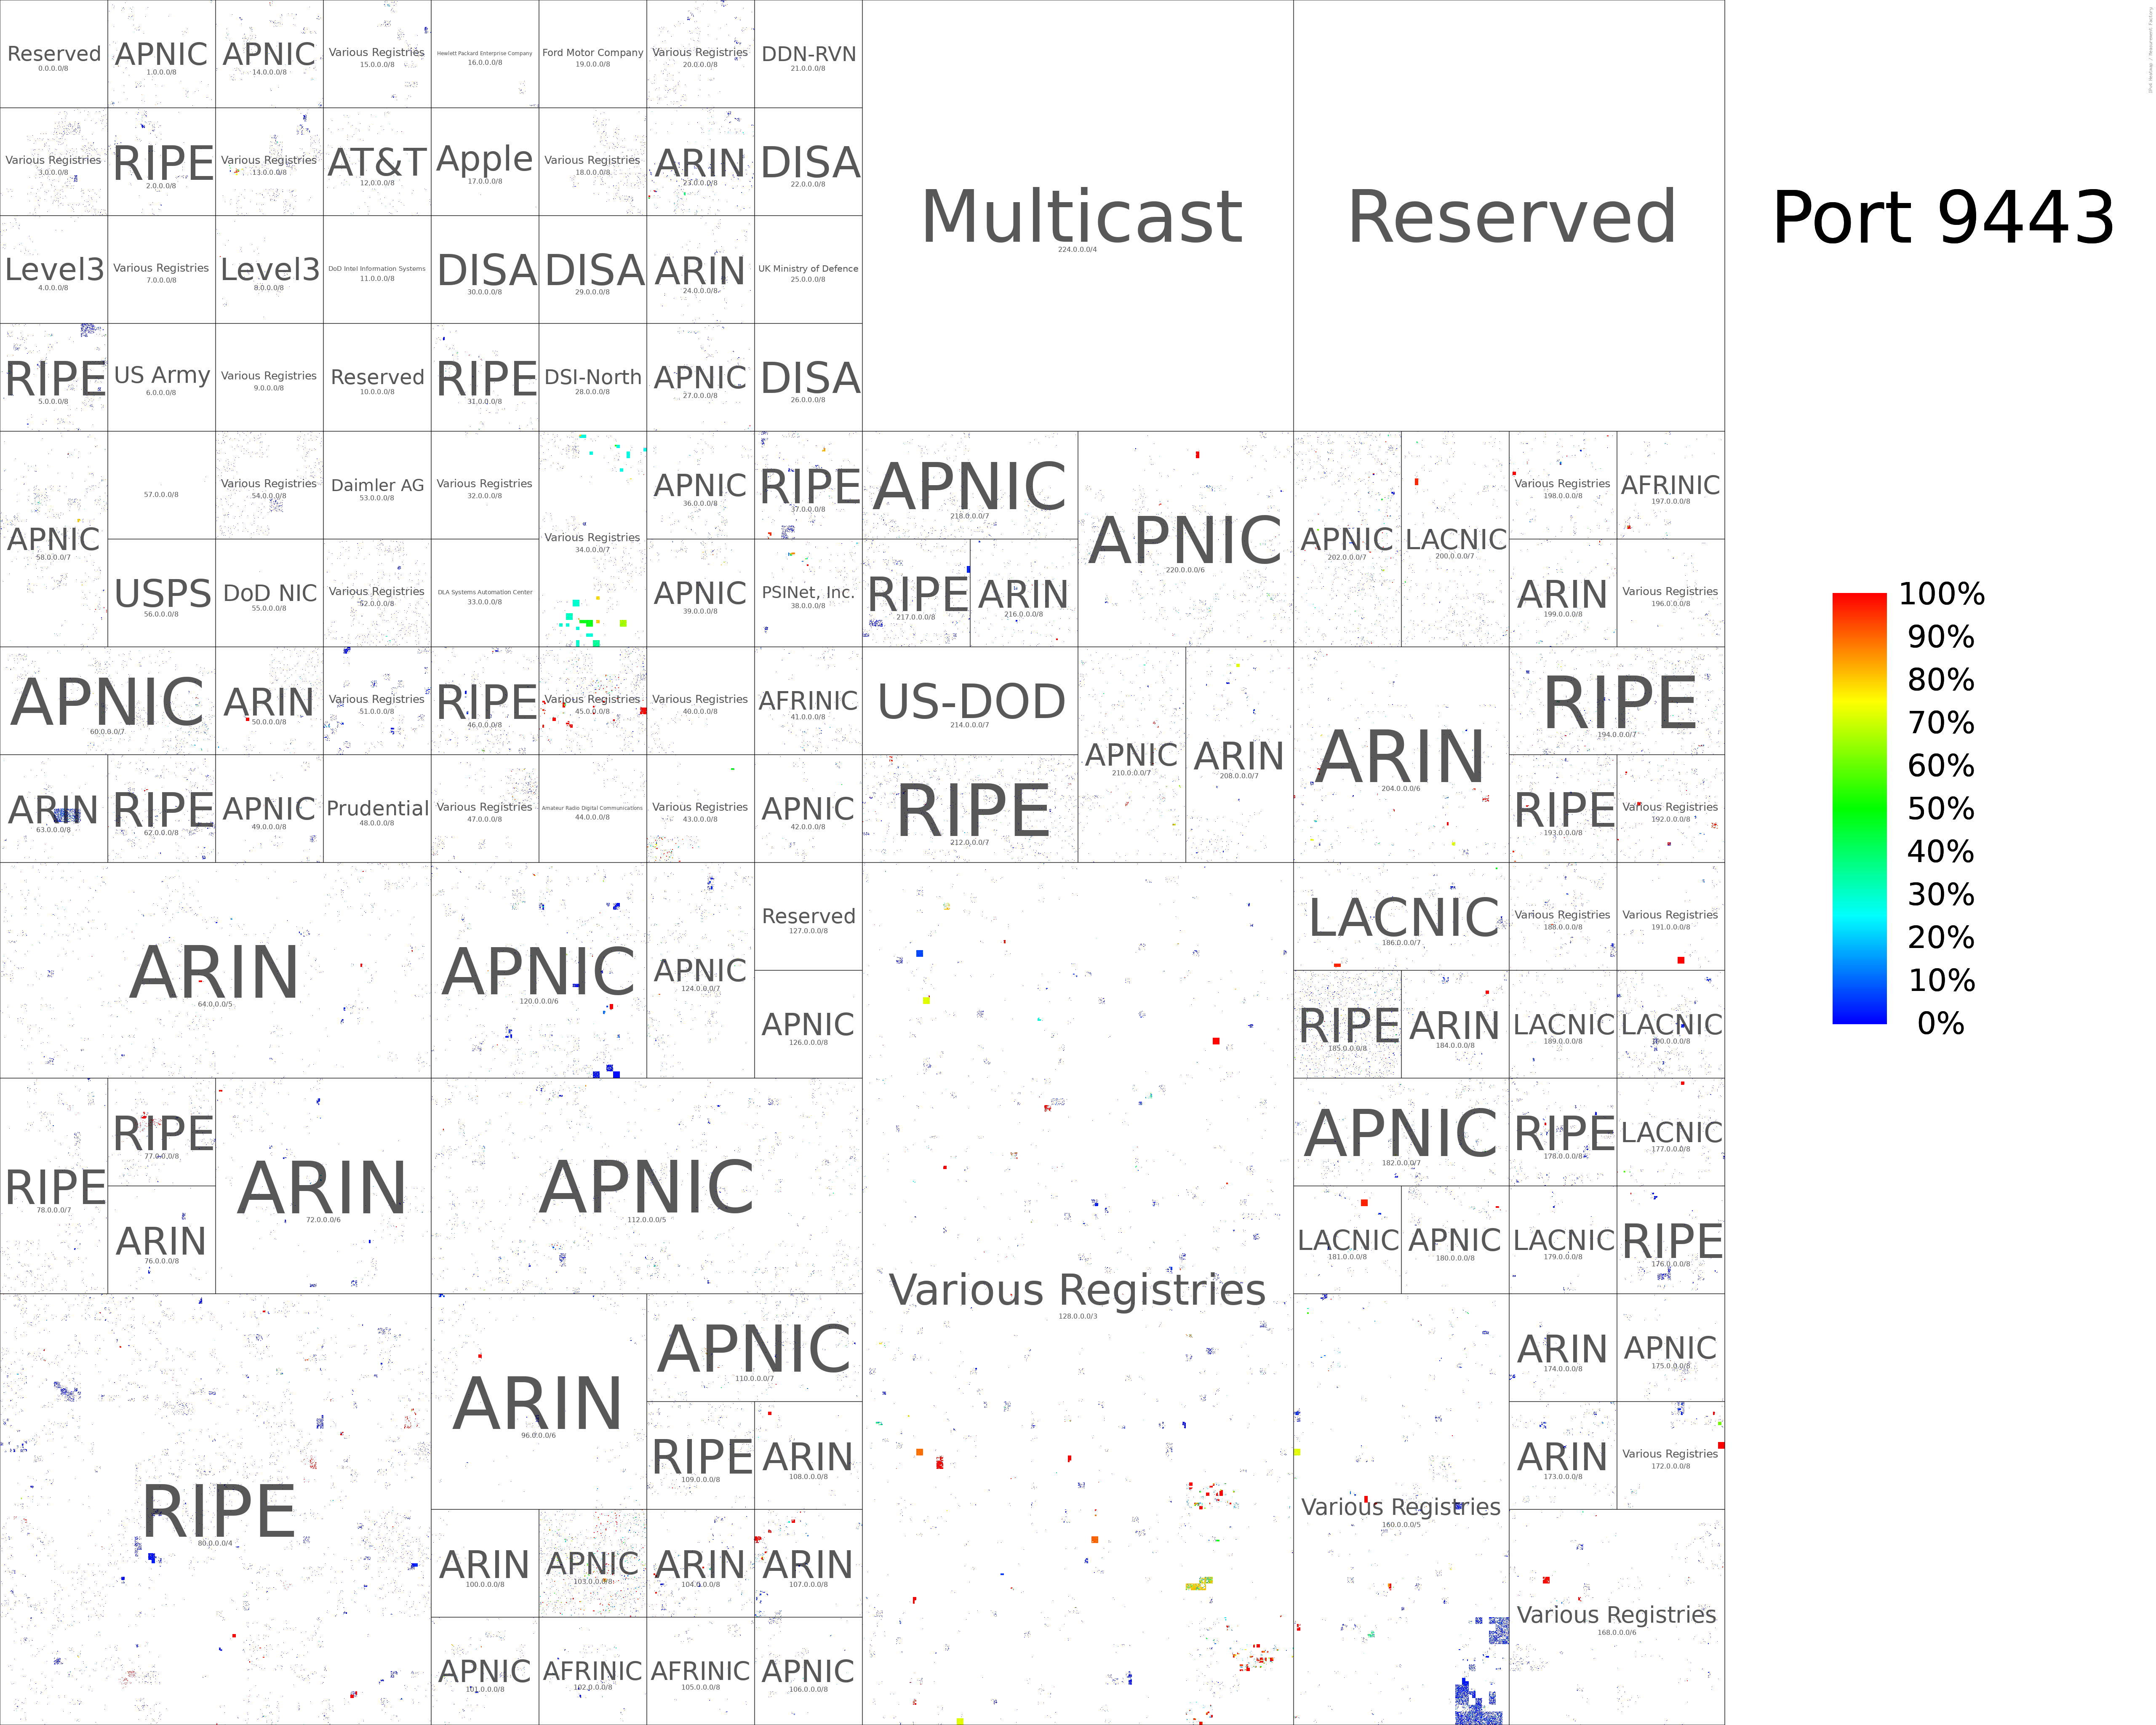 Reserved
0.0.0.0/8
APNIC
1.0.0.0/8
APNIC
14.0.0.0/8
Various Registries
15.0.0.0/8
Hewlett Packard Enterprise Company
16.0.0.0/8
Ford Motor Company
19.0.0.0/8
Various Registries
20.0.0.0/8
DDN-RVN
21.0.0.0/8
Various Registries
3.0.0.0/8
RIPE
2.0.0.0/8
Various Registries
13.0.0.0/8
AT&T
12.0.0.0/8
Apple
17.0.0.0/8
Various Registries
18.0.0.0/8
ARIN
23.0.0.0/8
DISA
22.0.0.0/8
Multicast
224.0.0.0/4
Reserved
Port 9443
Level3
4.0.0.0/8
Various Registries
7.0.0.0/8
Level3
8.0.0.0/8
DoD Intel Information Systems
11.0.0.0/8
DISA
30.0.0.0/8
DISA
29.0.0.0/8
ARIN
24.0.0.0/8
UK Ministry of Defence
25.0.0.0/8
RIPE
5.0.0.0/8
US Army
6.0.0.0/8
Various Registries
9.0.0.0/8
Reserved
10.0.0.0/8
RIPE
31.0.0.0/8
DSI-North
28.0.0.0/8
APNIC
27.0.0.0/8
DISA
26.0.0.0/8
APNIC
58.0.0.0/7
57.0.0.0/8
Various Registries
54.0.0.0/8
Daimler AG
53.0.0.0/8
Various Registries
32.0.0.0/8
Various Registries
34.0.0.0/7
APNIC
36.0.0.0/8
RIPE
37.0.0.0/8
APNIC
218.0.0.0/7
APNIC
220.0.0.0/6
APNIC
202.0.0.0/7
LACNIC
200.0.0.0/7
Various Registries
198.0.0.0/8
AFRINIC
197.0.0.0/8
USPS
56.0.0.0/8
DoD NIC
55.0.0.0/8
Various Registries
52.0.0.0/8
DLA Systems Automation Center
33.0.0.0/8
APNIC
39.0.0.0/8
PSINet, Inc.
38.0.0.0/8
RIPE
217.0.0.0/8
ARIN
216.0.0.0/8
ARIN
199.0.0.0/8
Various Registries
196.0.0.0/8
100%
90%
80%
70%
60%
50%
40%
30%
20%
10%
0%
APNIC
60.0.0.0/7
ARIN
50.0.0.0/8
Various Registries
51.0.0.0/8
RIPE
46.0.0.0/8
Various Registries
45.0.0.0/8
Various Registries
40.0.0.0/8
AFRINIC
41.0.0.0/8
US-DOD
214.0.0.0/7
APNIC
210.0.0.0/7
ARIN
208.0.0.0/7
ARIN
204.0.0.0/6
RIPE
194.0.0.0/7
ARIN
63.0.0.0/8
RIPE
62.0.0.0/8
APNIC
49.0.0.0/8
Prudential
48.0.0.0/8
Various Registries
47.0.0.0/8
Amateur Radio Digital Communications
44.0.0.0/8
Various Registries
43.0.0.0/8
APNIC
42.0.0.0/8
RIPE
212.0.0.0/7
RIPE
193.0.0.0/8
Various Registries
192.0.0.0/8
ARIN
64.0.0.0/5
APNIC
120.0.0.0/6
APNIC
124.0.0.0/7
Reserved
127.0.0.0/8
APNIC
126.0.0.0/8
LACNIC
186.0.0.0/7
Various Registries
188.0.0.0/8
Various Registries
191.0.0.0/8
RIPE
185.0.0.0/8
ARIN
184.0.0.0/8
LACNIC
189.0.0.0/8
LACNIC
190.0.0.0/8
RIPE
78.0.0.0/7
RIPE
77.0.0.0/8
ARIN
76.0.0.0/8
ARIN
72.0.0.0/6
APNIC
112.0.0.0/5
Various Registries
128.0.0.0/3
APNIC
182.0.0.0/7
RIPE
178.0.0.0/8
LACNIC
177.0.0.0/8
LACNIC
181.0.0.0/8
APNIC
180.0.0.0/8
LACNIC
179.0.0.0/8
RIPE
176.0.0.0/8
RIPE
80.0.0.0/4
ARIN
96.0.0.0/6
APNIC
110.0.0.0/7
RIPE
109.0.0.0/8
ARIN
108.0.0.0/8
Various Registries
160.0.0.0/5
ARIN
174.0.0.0/8
APNIC
175.0.0.0/8
ARIN
173.0.0.0/8
Various Registries
172.0.0.0/8
ARIN
100.0.0.0/8
APNIC
103.0.0.0/8
ARIN
104.0.0.0/8
ARIN
107.0.0.0/8
Various Registries
168.0.0.0/6
APNIC
101.0.0.0/8
AFRINIC
102.0.0.0/8
AFRINIC
105.0.0.0/8
APNIC
106.0.0.0/8